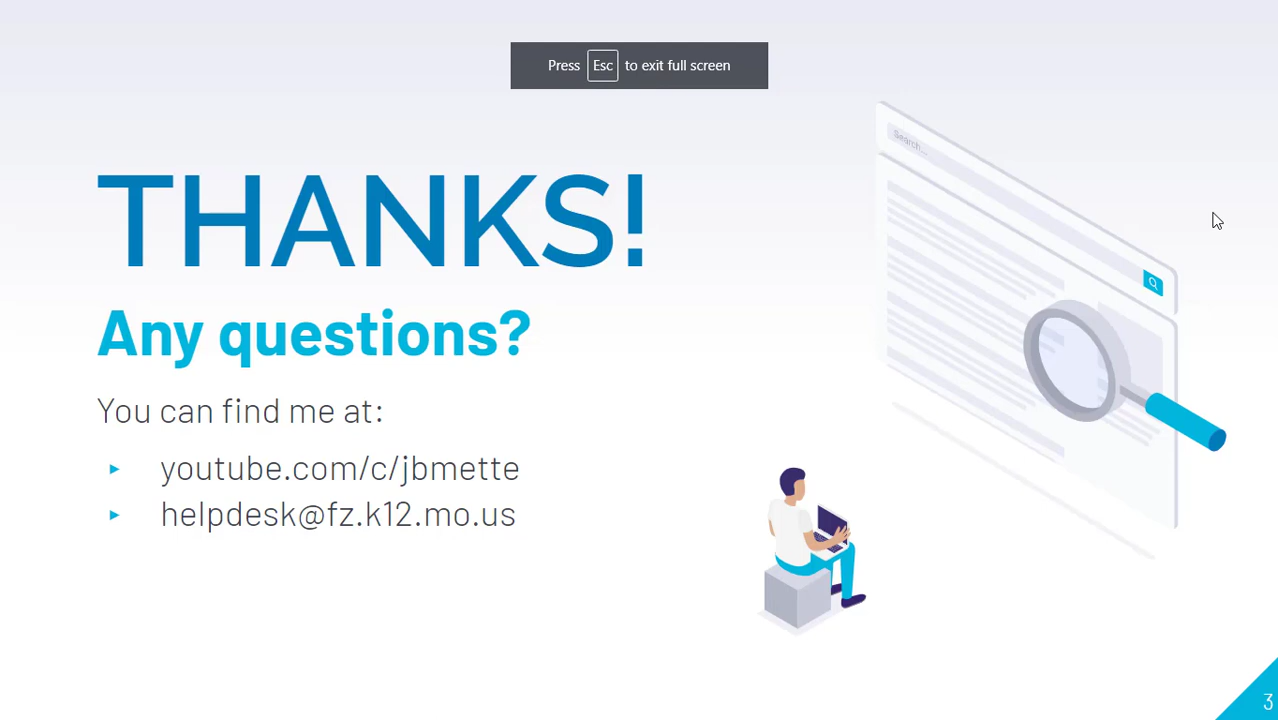 Press Esc to exit full screen
Search...
THANKS!
Any questions?
You can find me at:
▸ youtube.com/c/jbmette
▸ helpdesk@fz.k12.mo.us
3